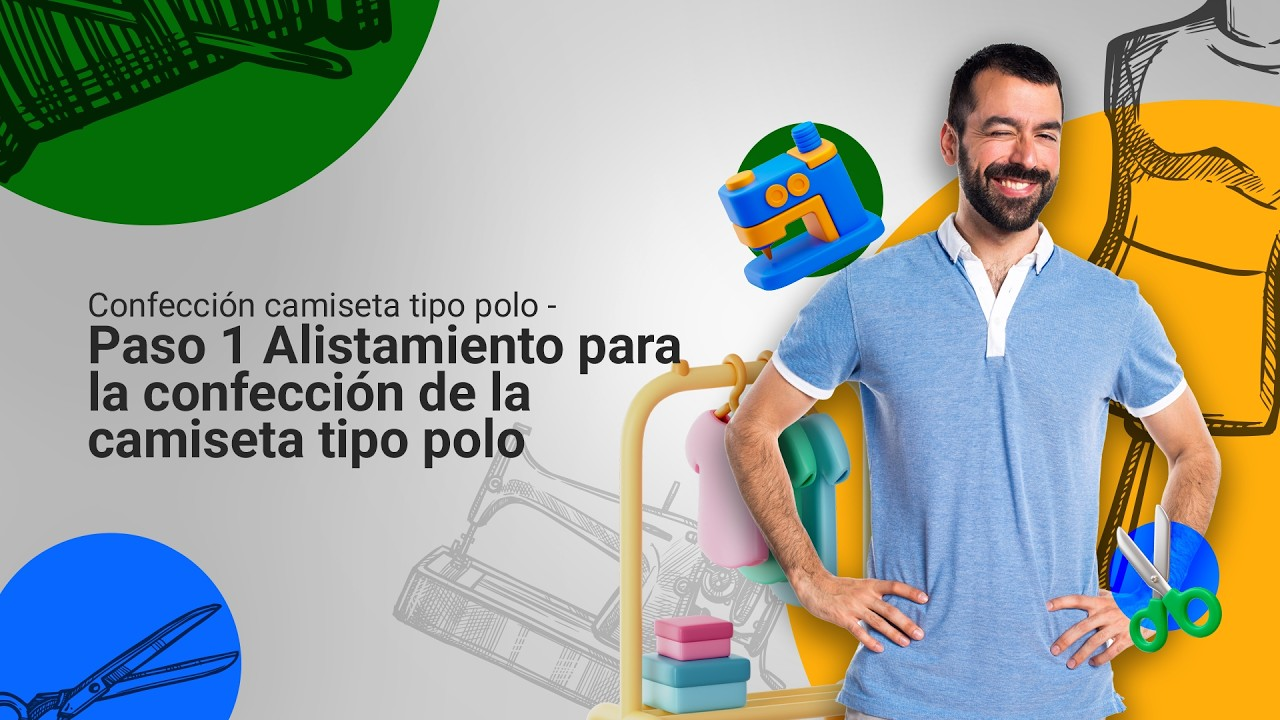 Confección camiseta tipo polo -
Paso 1 Alistamiento para
la confección de la
camiseta tipo polo